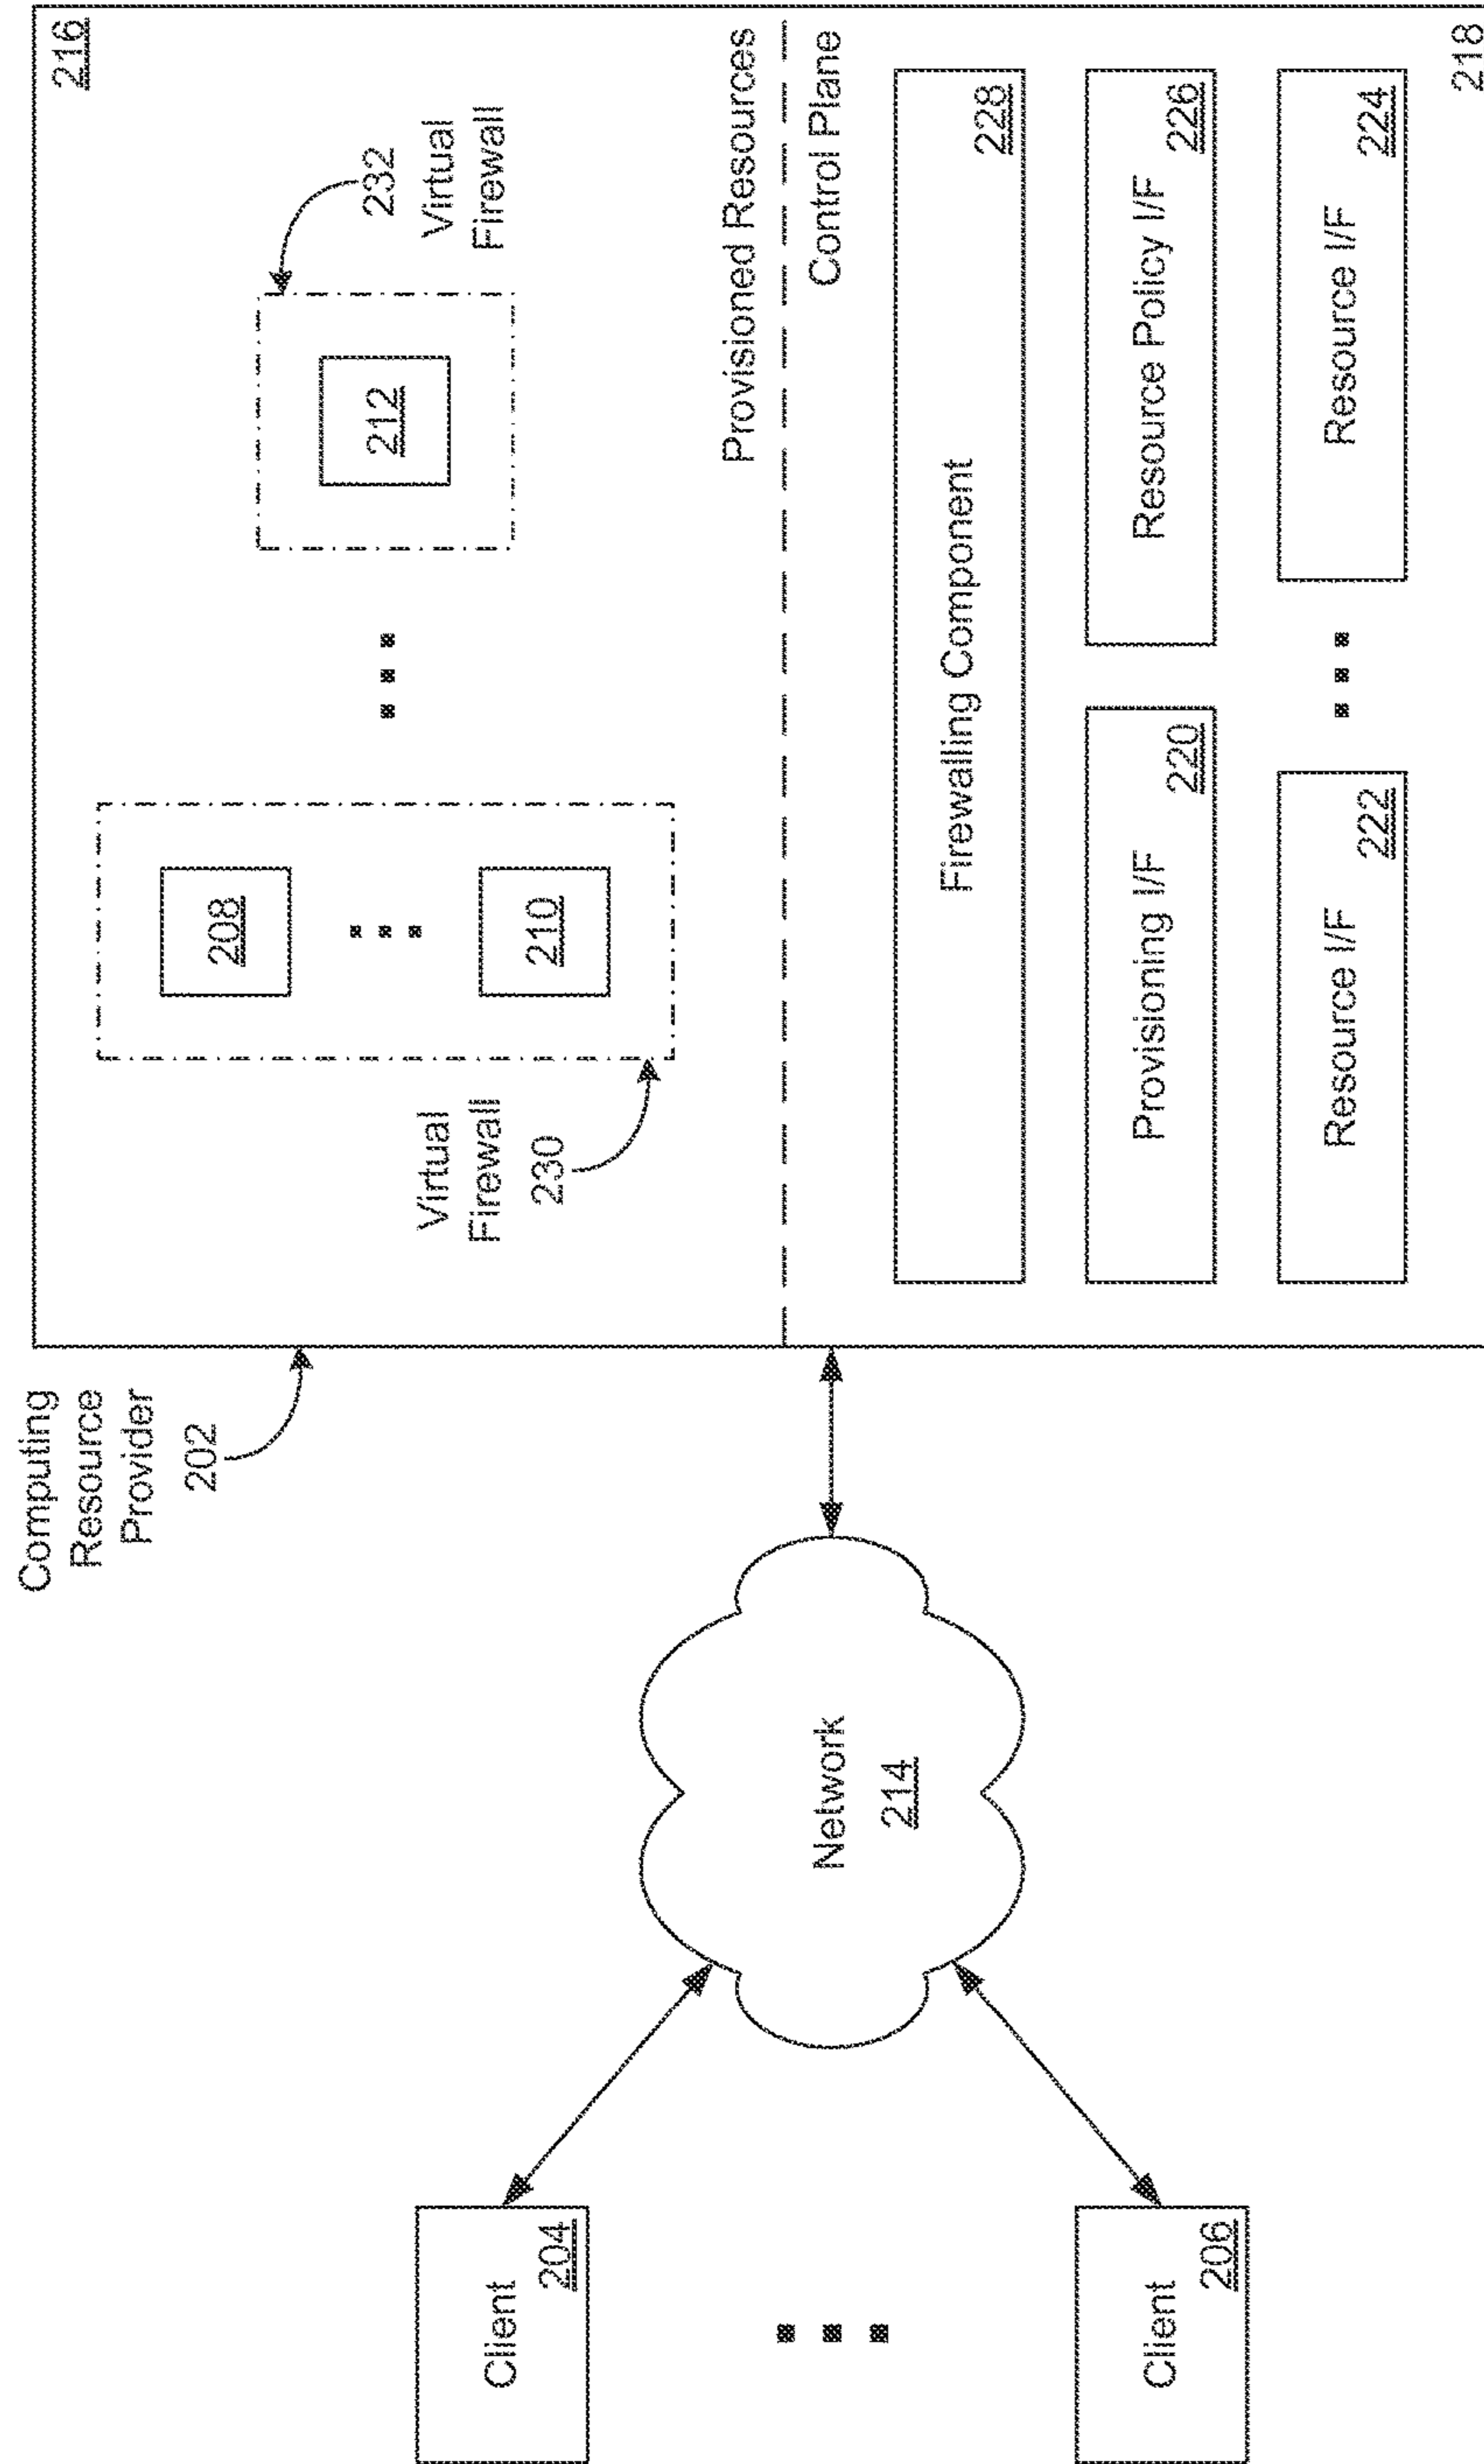 Computing
Resource
Provider
202
216
208
210
212
Virtual
Firewall
230
232
Virtual
Firewall
Provisioned Resources
Control Plane
Firewalling Component
228
Provisioning I/F
220
Resource Policy I/F
226
Resource I/F
222
Resource I/F
224
218
Network
214
Client
204
Client
206